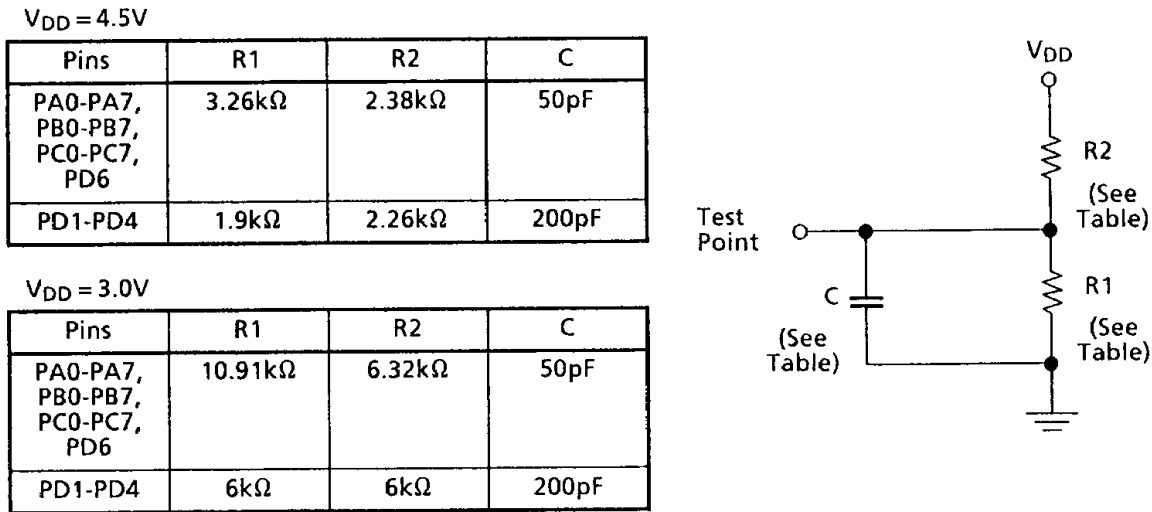 VDD = 4.5V
Pins R1 R2 C
PA0-PA7, 3.26kΩ 2.38kΩ 50pF
PB0-PB7,
PC0-PC7,
PD6
PD1-PD4 1.9kΩ 2.26kΩ 200pF
VDD = 3.0V
Pins R1 R2 C
PA0-PA7, 10.91kΩ 6.32kΩ 50pF
PB0-PB7,
PC0-PC7,
PD6
PD1-PD4 6kΩ 6kΩ 200pF
VDD
R2
(See
Table)
Test
Point
R1
(See
Table)
C
(See
Table)